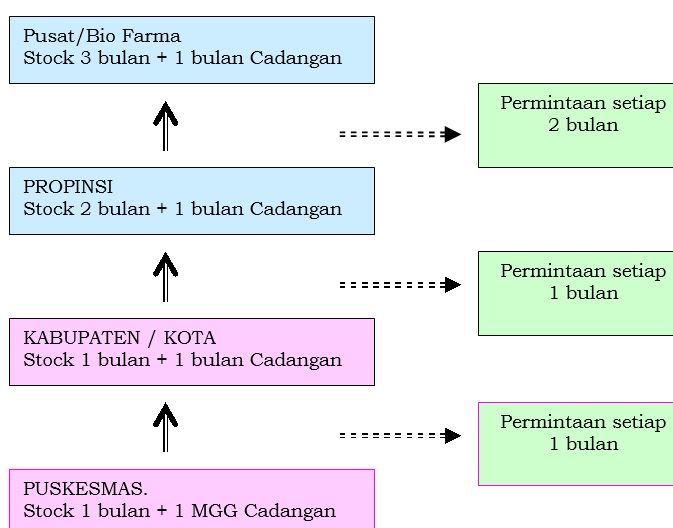 Pusat/Bio Farma
Stock 3 bulan + 1 bulan Cadangan
Permintaan setiap
2 bulan
PROPINSI
Stock 2 bulan + 1 bulan Cadangan
Permintaan setiap
1 bulan
KABUPATEN / KOTA
Stock 1 bulan + 1 bulan Cadangan
Permintaan setiap
1 bulan
PUSKESMAS.
Stock 1 bulan + 1 MGG Cadangan